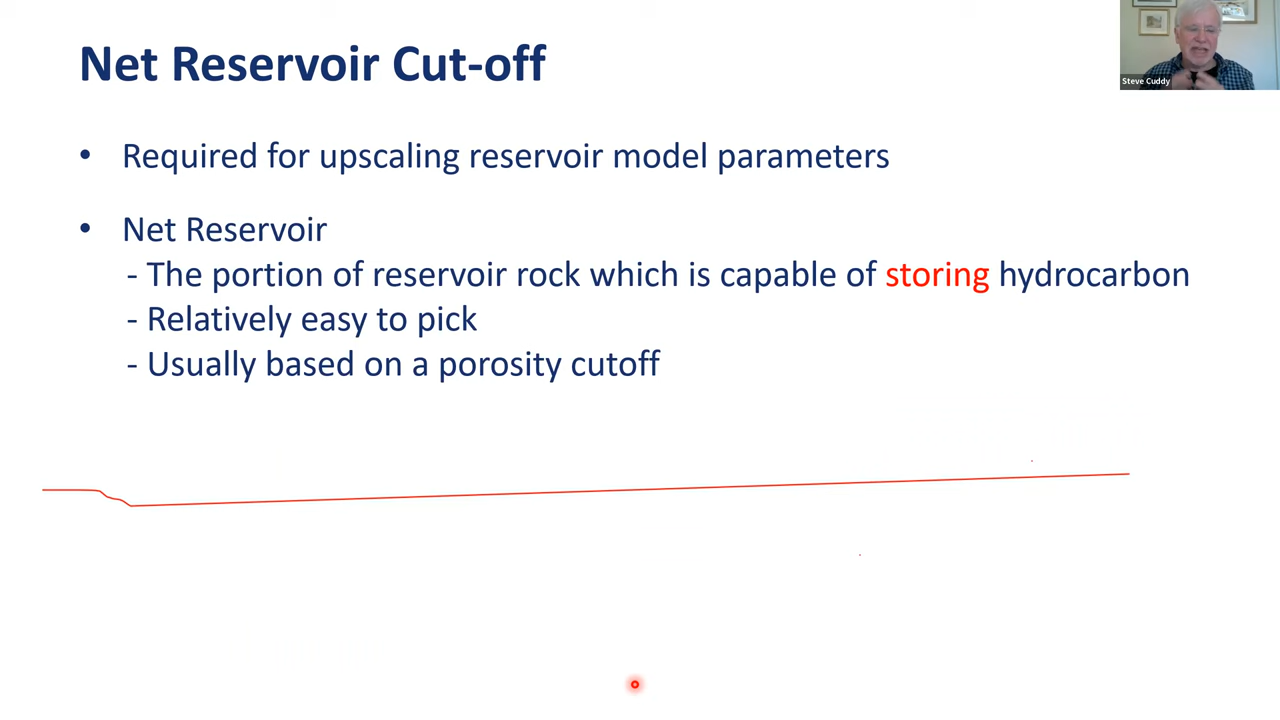 Net Reservoir Cut-off
Steve Cuddy
• Required for upscaling reservoir model parameters
• Net Reservoir
- The portion of reservoir rock which is capable of storing hydrocarbon
- Relatively easy to pick
- Usually based on a porosity cutoff